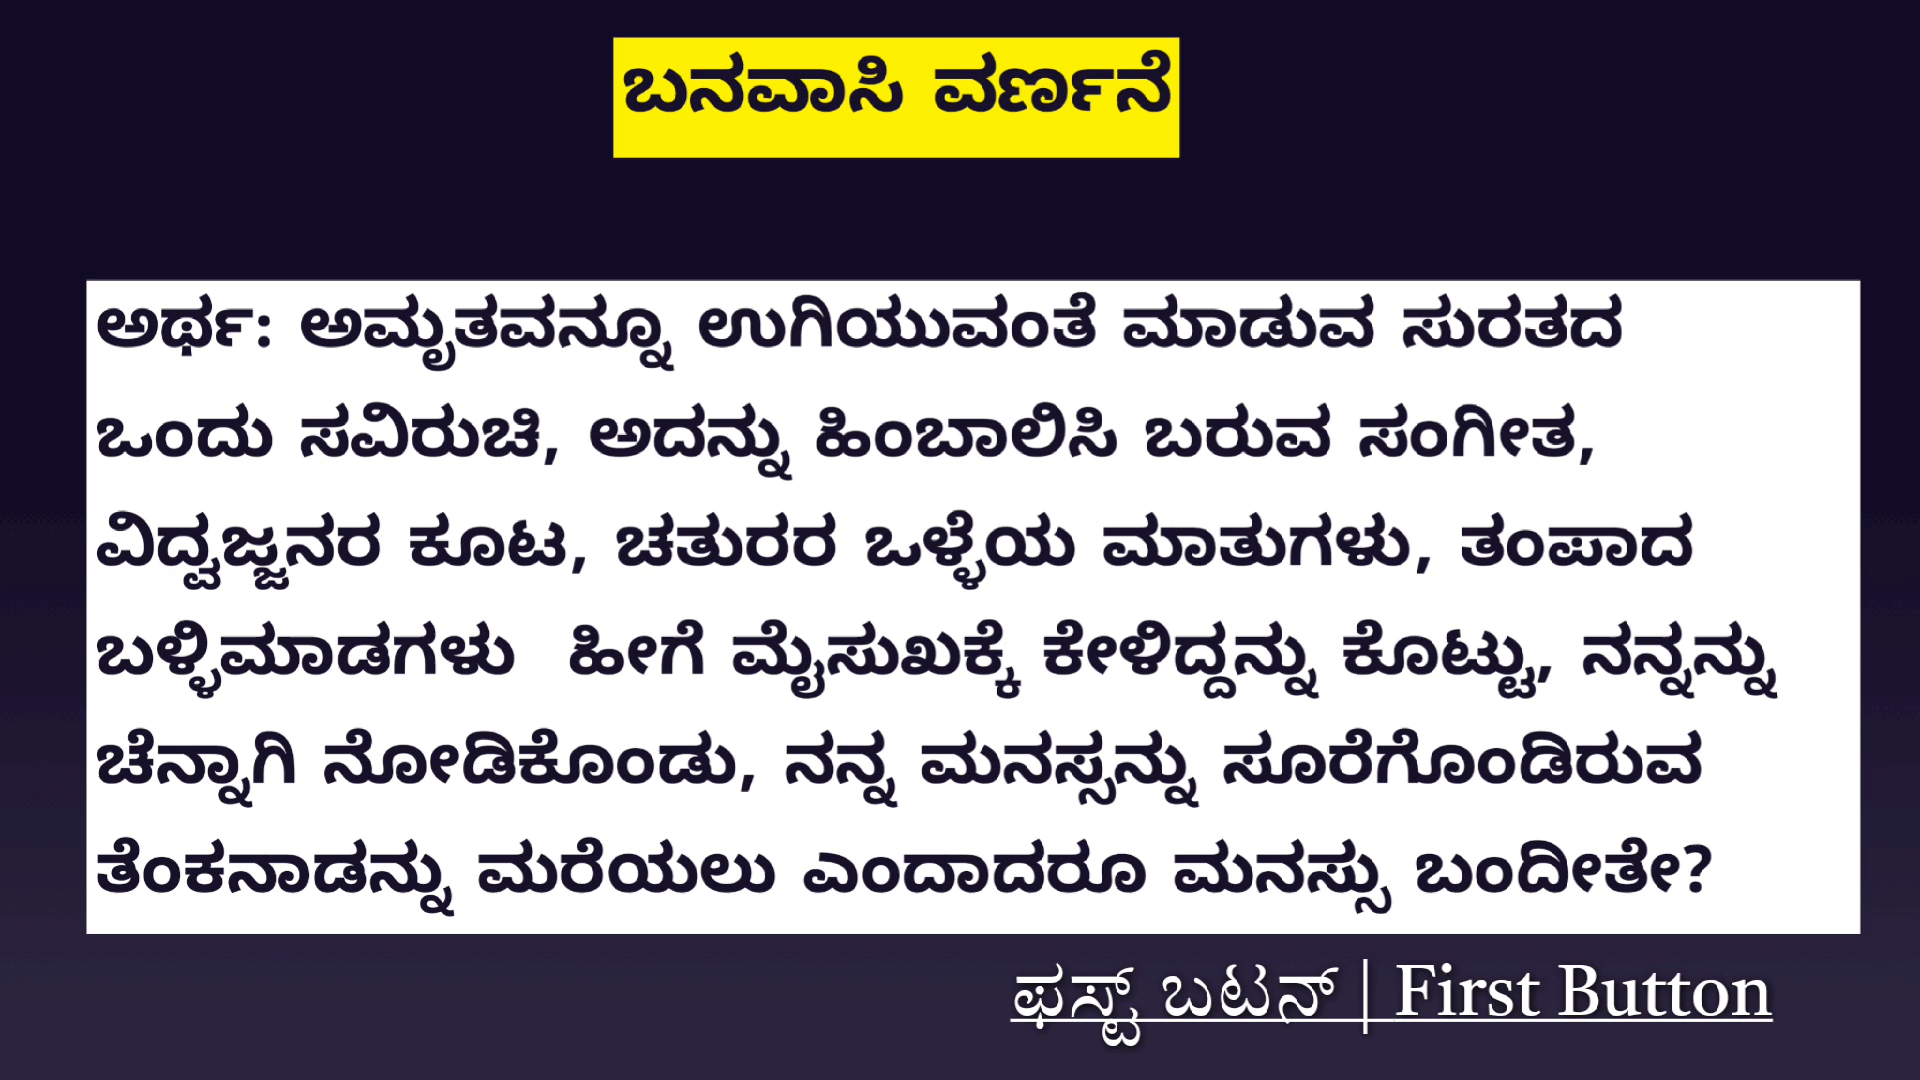 ಬನವಾಸಿ ವರ್ಣನೆ
ಅರ್ಥ: ಅಮೃತವನ್ನೂ ಉಗಿಯುವಂತೆ ಮಾಡುವ ಸುರತದ
ಒಂದು ಸವಿರುಚಿ, ಅದನ್ನು ಹಿಂಬಾಲಿಸಿ ಬರುವ ಸಂಗೀತ,
ವಿದ್ವಜ್ಜನರ ಕೂಟ, ಚತುರರ ಒಳ್ಳೆಯ ಮಾತುಗಳು, ತಂಪಾದ
ಬಳ್ಳಿಮಾಡಗಳು  ಹೀಗೆ ಮೈಸುಖಕ್ಕೆ ಕೇಳಿದ್ದನ್ನು ಕೊಟ್ಟು, ನನ್ನನ್ನು
ಚೆನ್ನಾಗಿ ನೋಡಿಕೊಂಡು, ನನ್ನ ಮನಸ್ಸನ್ನು ಸೂರೆಗೊಂಡಿರುವ
ತೆಂಕನಾಡನ್ನು ಮರೆಯಲು ಎಂದಾದರೂ ಮನಸ್ಸು ಬಂದೀತೇ?
ಫಸ್ಟ್ ಬಟನ್ | First Button